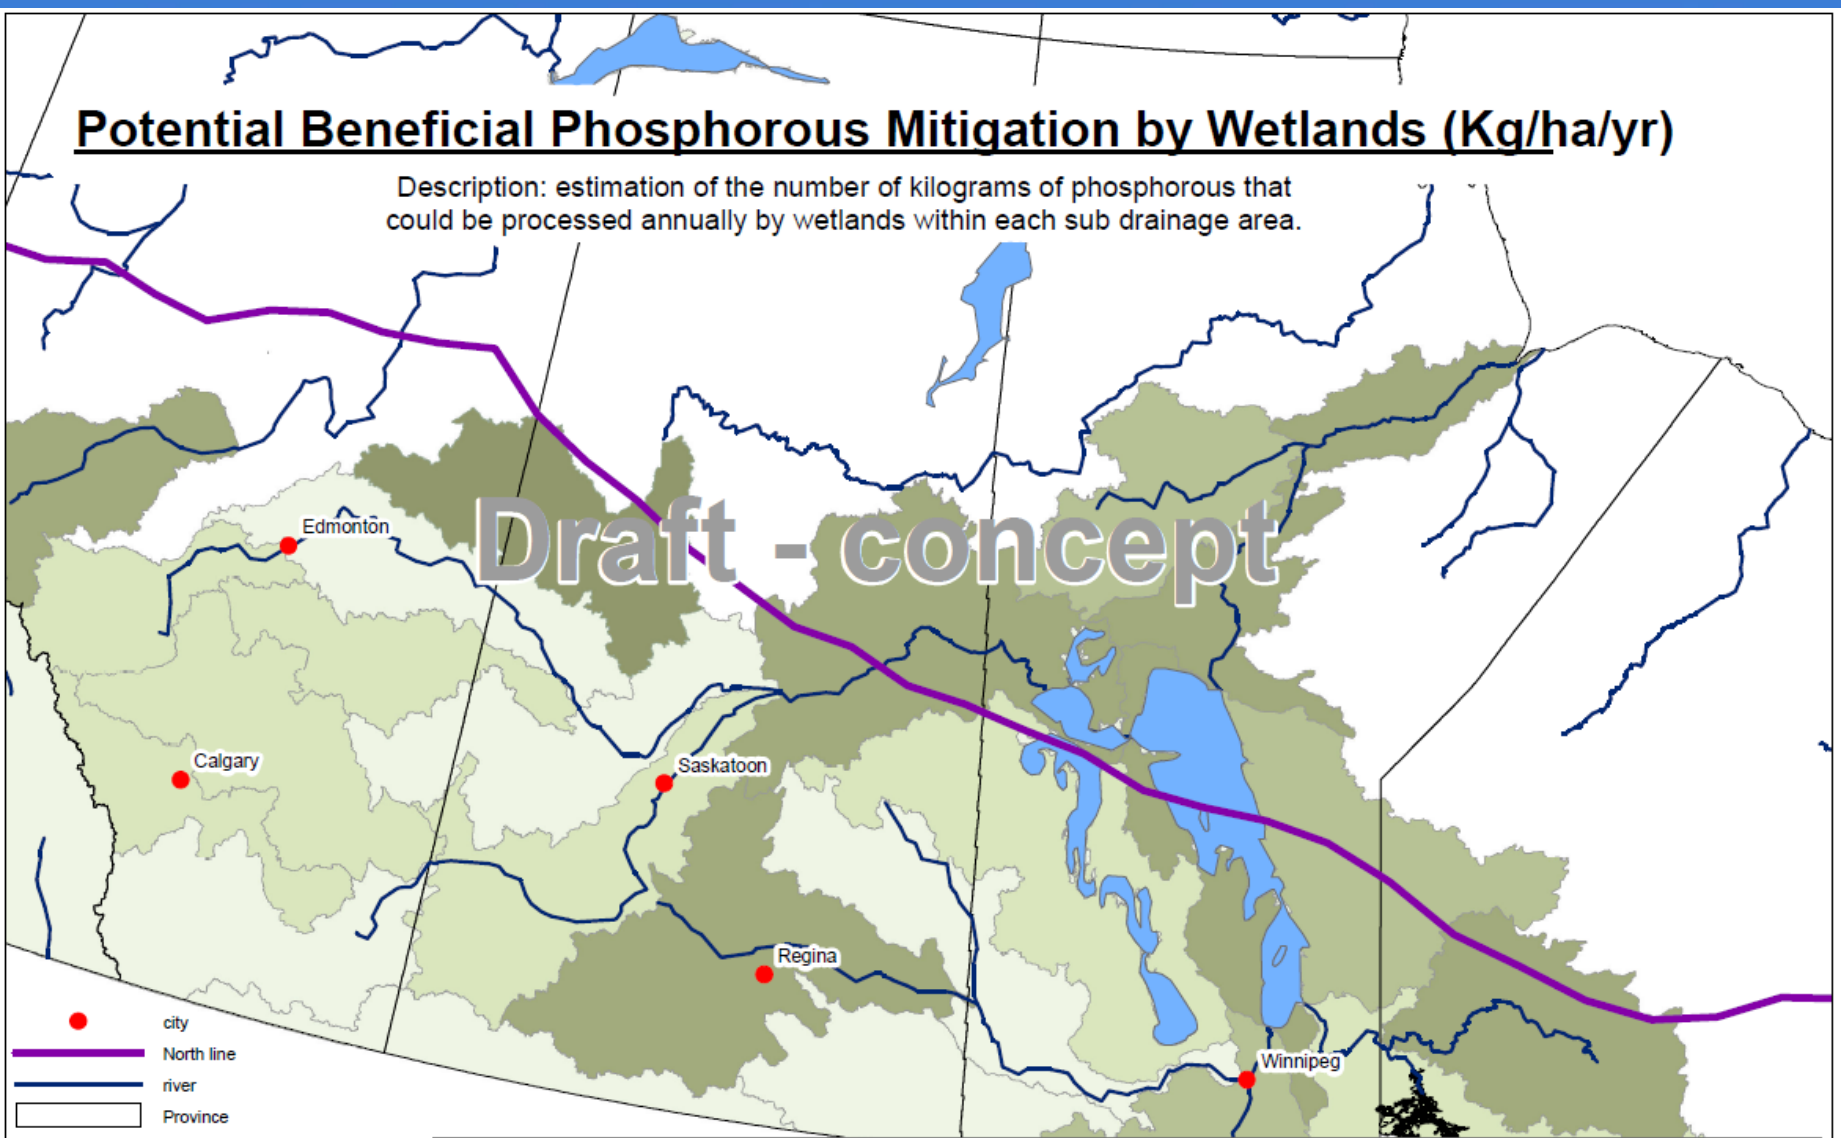 Potential Beneficial Phosphorous Mitigation by Wetlands (Kg/ha/yr)
Description: estimation of the number of kilograms of phosphorous that
could be processed annually by wetlands within each sub drainage area.
Draft - concept
Edmonton
Calgary
Saskatoon
Regina
Winnipeg
city
North line
river
Province